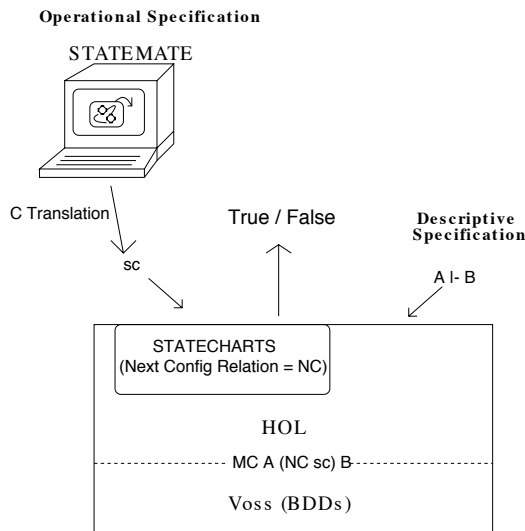 Operational Specification
STATEMATE
C Translation
True / False
Descriptive
Specification
sc
A |- B
STATECHARTS
(Next Config Relation = NC)
HOL
MC A (NC sc) B
Voss (BDDs)